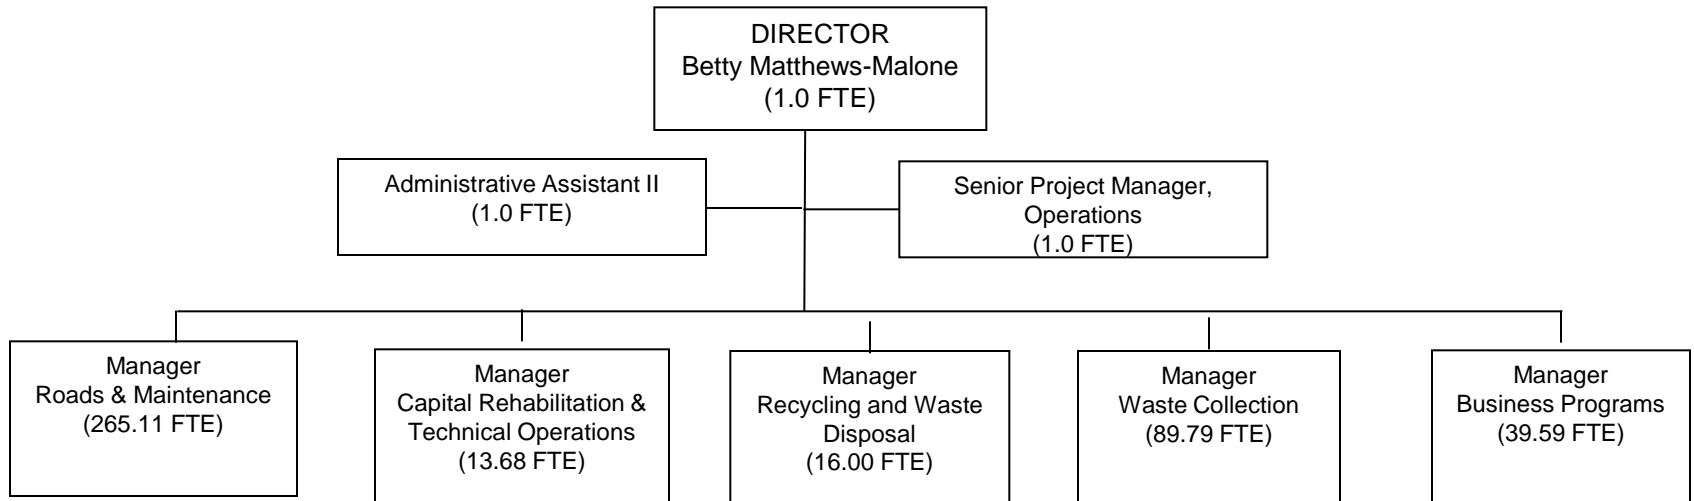 DIRECTOR
Betty Matthews-Malone
(1.0 FTE)
Administrative Assistant II
(1.0 FTE)
Senior Project Manager,
Operations
(1.0 FTE)
Manager
Roads & Maintenance
(265.11 FTE)
Manager
Capital Rehabilitation &
Technical Operations
(13.68 FTE)
Manager
Recycling and Waste
Disposal
(16.00 FTE)
Manager
Waste Collection
(89.79 FTE)
Manager
Business Programs
(39.59 FTE)